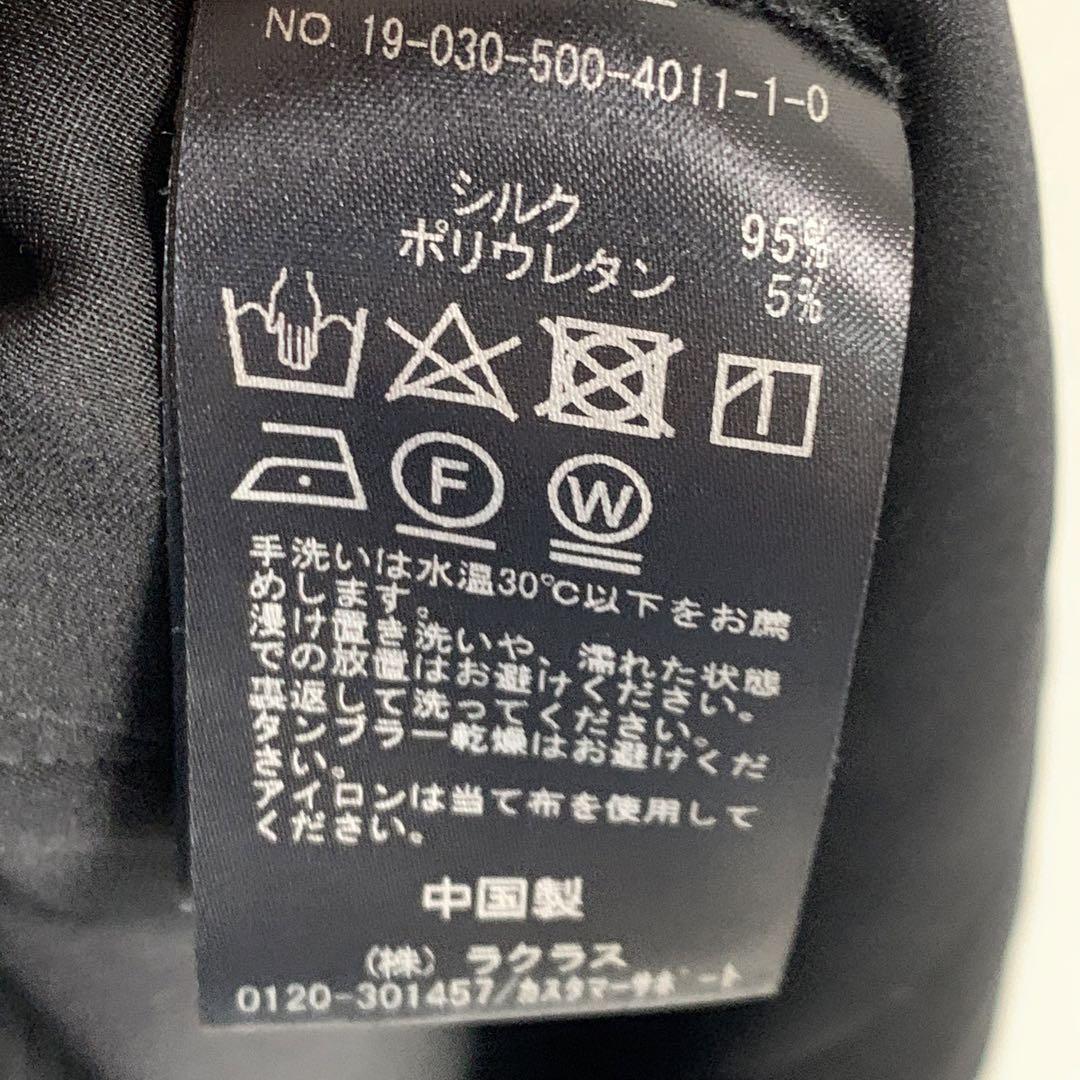 NO. 19-030-500-4011-1-0
シルク 95%
ポリウレタン 5%
F W
手洗いは水温30℃以下をお薦
めします。
浸け置き洗いや、濡れた状態
での放置はお避けください。
裏返して洗ってください。
タンブラー乾燥はお避けくだ
さい。
アイロンは当て布を使用して
ください。
中国製
(株) ラクラス
0120-301457/カスタマーサポート